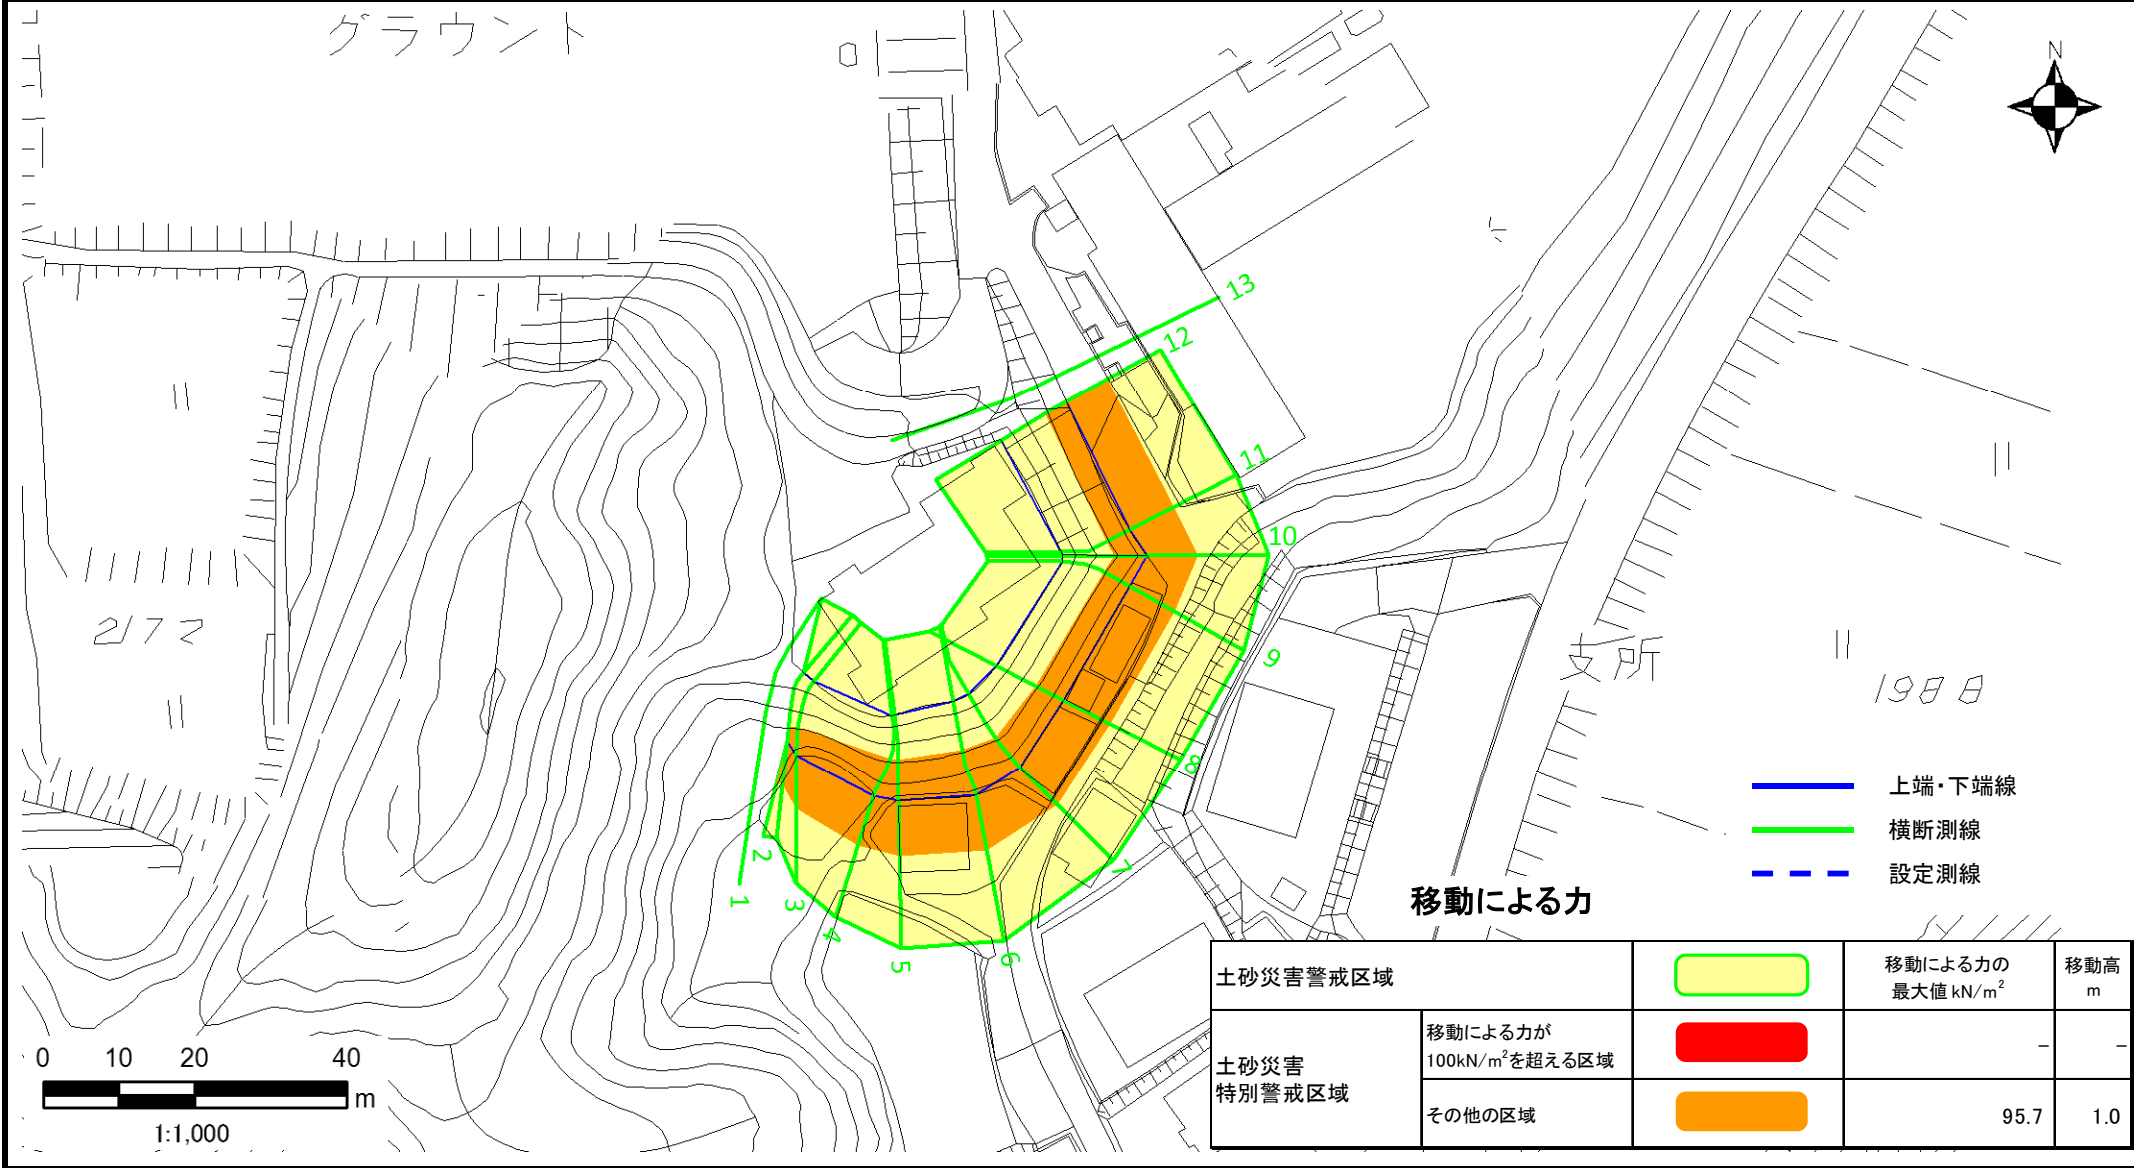 グラウンド
N
13
12
11
10
9
8
7
6
5
4
3
2
1
2172
支所
1988
上端・下端線
横断測線
設定測線
移動による力
土砂災害警戒区域
移動による力の
最大値 kN/m²
移動高
m
土砂災害
特別警戒区域
移動による力が
100kN/m²を超える区域
-
-
その他の区域
95.7
1.0
0 10 20 40
m
1:1,000